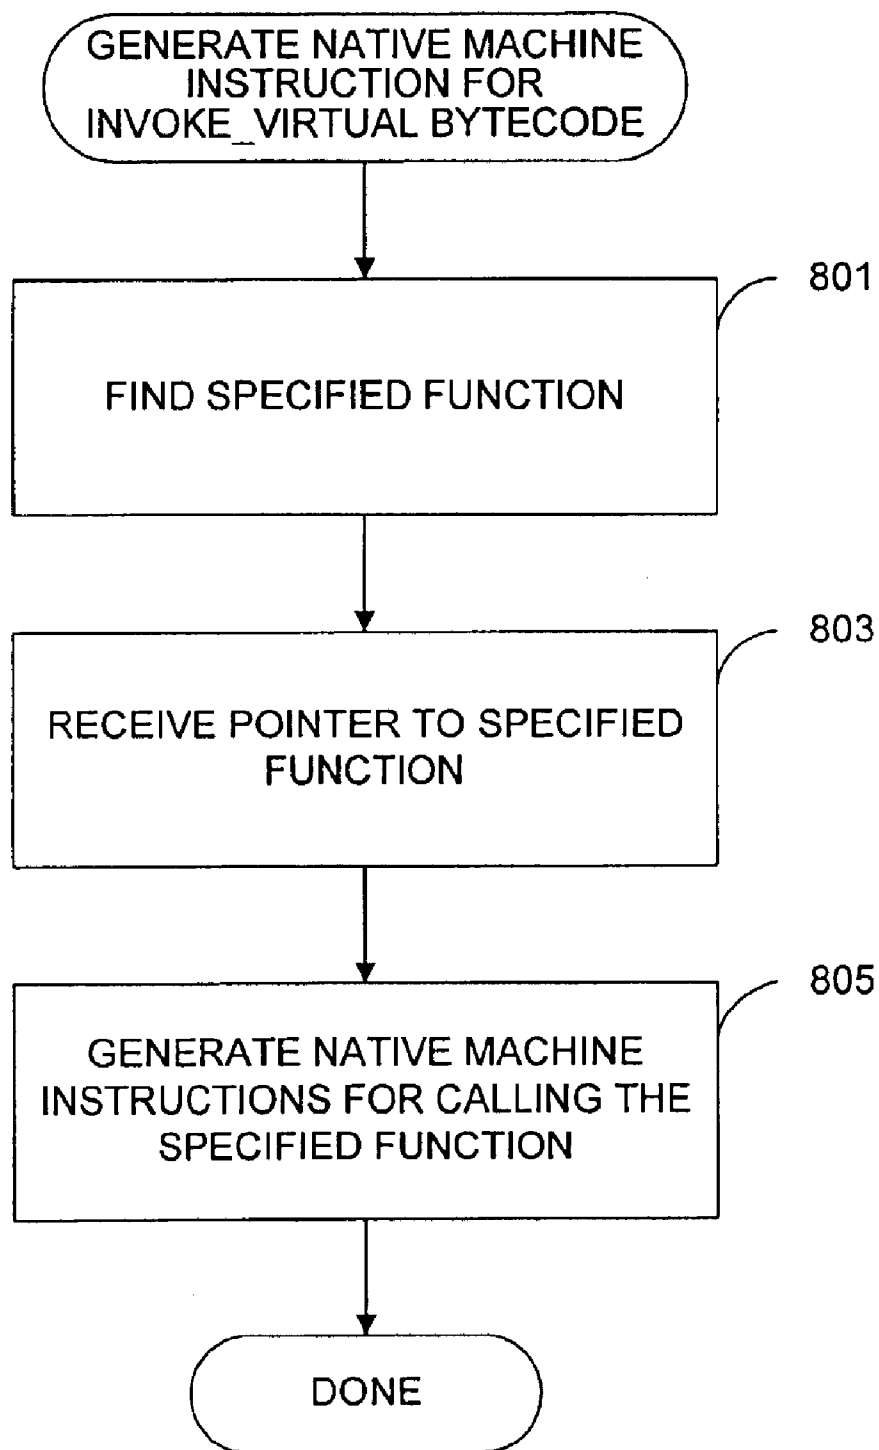 GENERATE NATIVE MACHINE
INSTRUCTION FOR
INVOKE_VIRTUAL BYTECODE
801
FIND SPECIFIED FUNCTION
803
RECEIVE POINTER TO SPECIFIED
FUNCTION
805
GENERATE NATIVE MACHINE
INSTRUCTIONS FOR CALLING THE
SPECIFIED FUNCTION
DONE